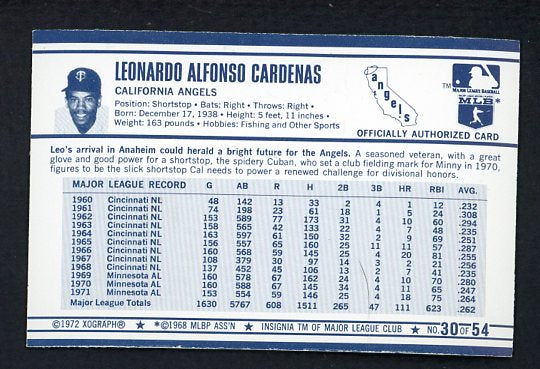 LEONARDO ALFONSO CARDENAS
CALIFORNIA ANGELS
Position: Shortstop • Bats: Right • Throws: Right •
Born: December 17, 1938 • Height: 5 feet, 11 inches •
Weight: 163 pounds • Hobbies: Fishing and Other Sports
angels
TM
MAJOR LEAGUE BASEBALL
MLB*
OFFICIALLY AUTHORIZED CARD
Leo's arrival in Anaheim could herald a bright future for the Angels. A seasoned veteran, with a great
glove and good power for a shortstop, the spidery Cuban, who set a club fielding mark for Minny in 1970,
figures to be the slick shortstop Cal needs to power a renewed challenge for divisional honors.
MAJOR LEAGUE RECORD G AB R H 2B 3B HR RBI AVG.
1960 Cincinnati NL 48 142 13 33 2 4 1 12 .232
1961 Cincinnati NL 74 198 23 61 18 1 5 24 .308
1962 Cincinnati NL 153 589 77 173 31 4 10 60 .294
1963 Cincinnati NL 158 565 42 133 22 4 7 48 .235
1964 Cincinnati NL 163 597 61 150 32 2 9 69 .251
1965 Cincinnati NL 156 557 65 160 25 11 11 57 .287
1966 Cincinnati NL 160 568 59 145 25 4 20 81 .255
1967 Cincinnati NL 108 379 30 97 14 3 2 21 .256
1968 Cincinnati NL 137 452 45 106 13 2 7 41 .235
1969 Minnesota AL 160 578 67 162 24 4 10 70 .280
1970 Minnesota AL 160 588 67 145 34 4 11 65 .247
1971 Minnesota AL 153 554 59 146 25 4 18 75 .264
Major League Totals 1630 5767 608 1511 265 47 111 623 .262
©1972 XOGRAPH® ★ *©1968 MLBP ASS'N ★ INSIGNIA TM OF MAJOR LEAGUE CLUB ★ NO. 30 OF 54